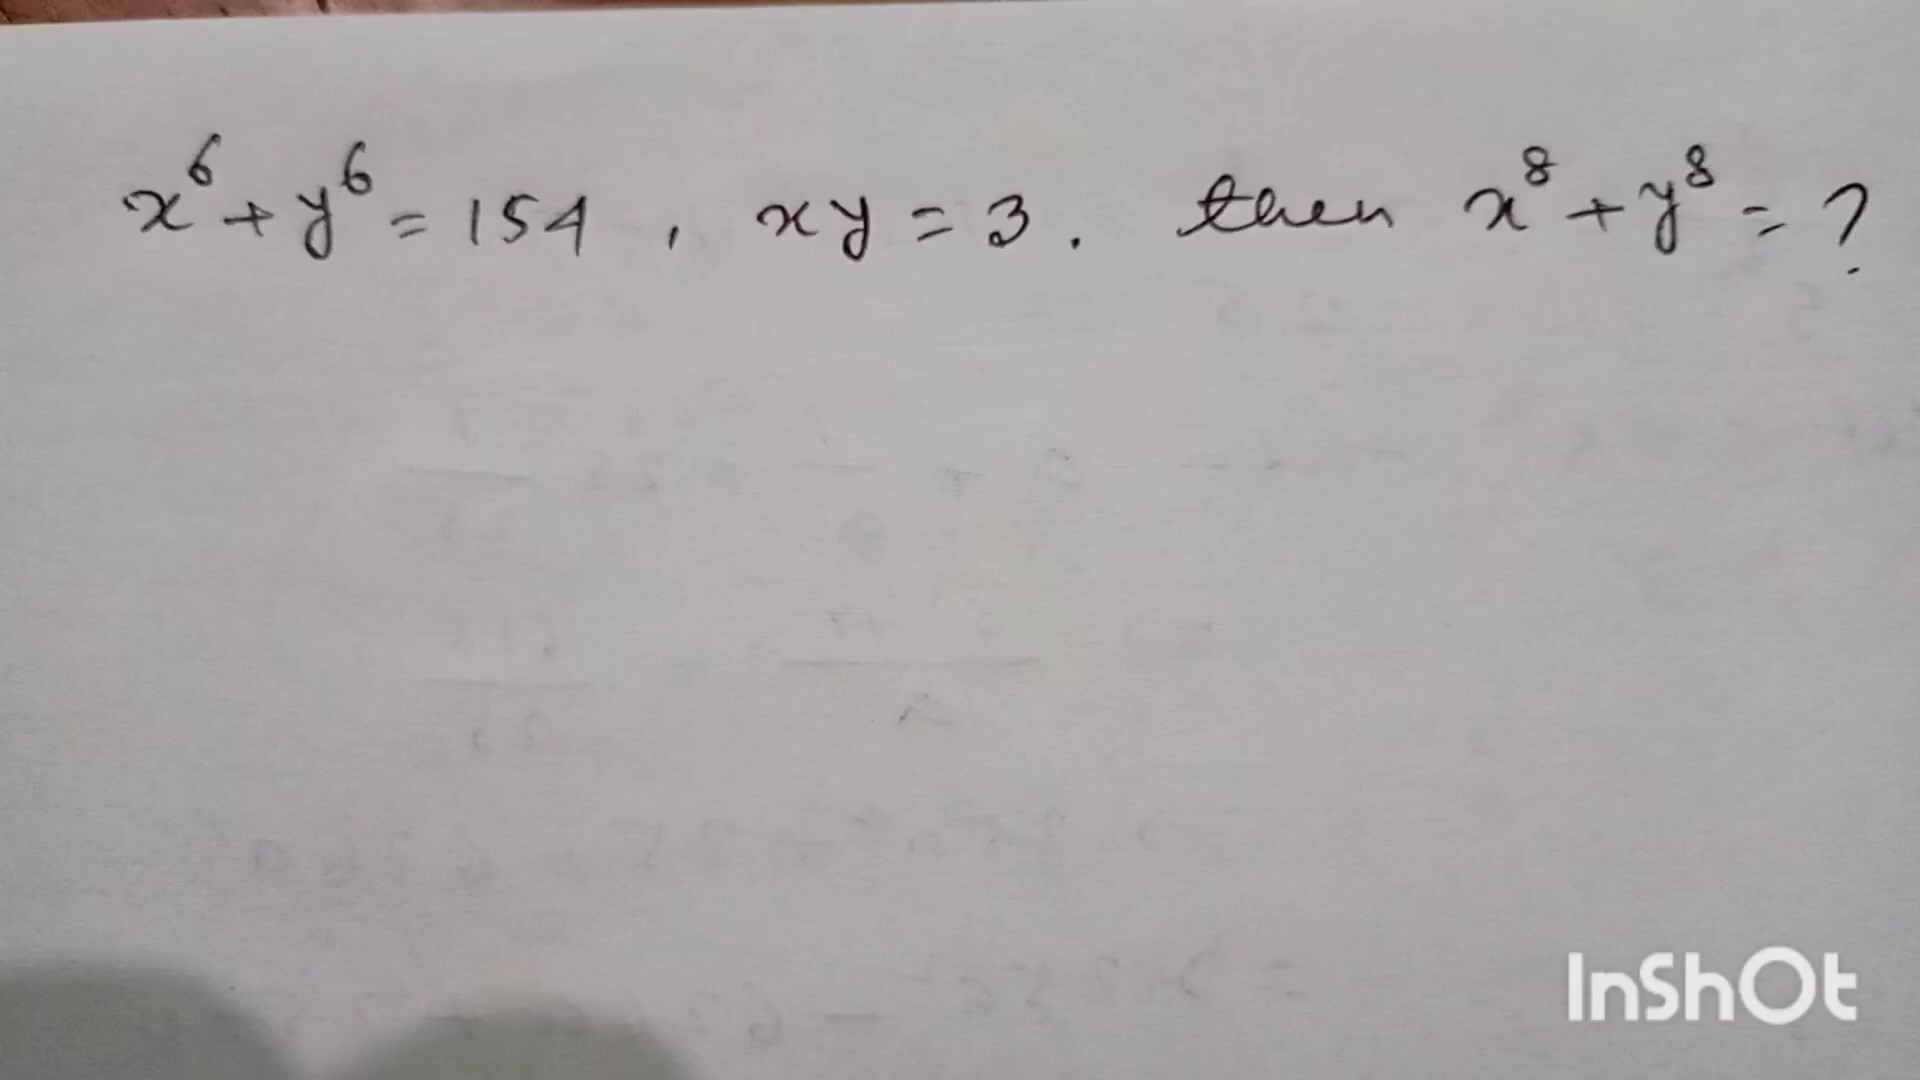 x⁶ + y⁶ = 154 , xy = 3 . then x⁸ + y⁸ = ?
InShOt